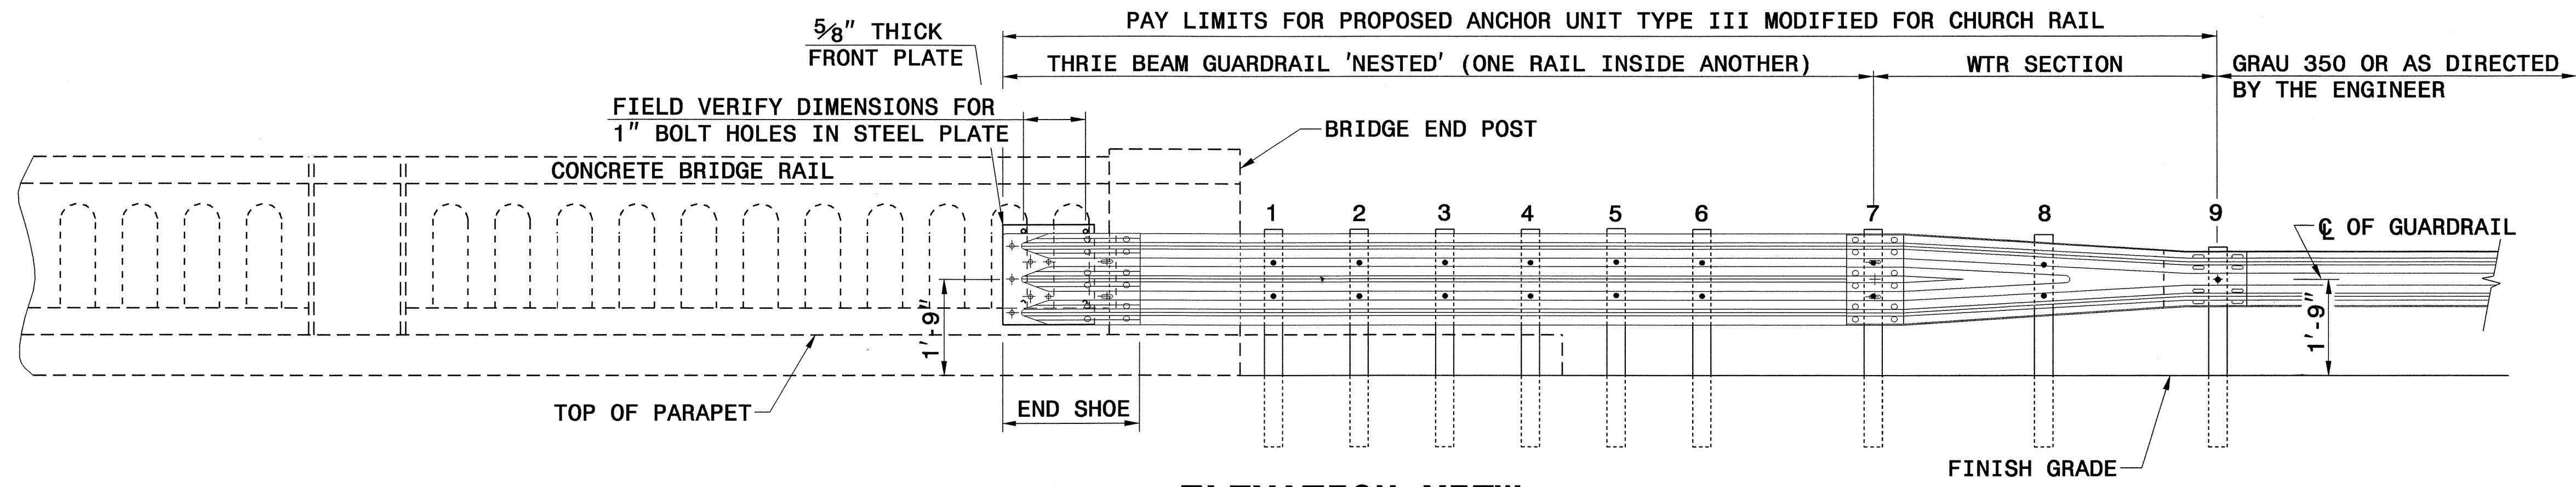 PAY LIMITS FOR PROPOSED ANCHOR UNIT TYPE III MODIFIED FOR CHURCH RAIL
5/8" THICK
FRONT PLATE
THRIE BEAM GUARDRAIL 'NESTED' (ONE RAIL INSIDE ANOTHER)
WTR SECTION
GRAU 350 OR AS DIRECTED
BY THE ENGINEER
FIELD VERIFY DIMENSIONS FOR
1" BOLT HOLES IN STEEL PLATE
BRIDGE END POST
CONCRETE BRIDGE RAIL
1 2 3 4 5 6 7 8 9
℄ OF GUARDRAIL
1'-9"
1'-9"
TOP OF PARAPET
END SHOE
FINISH GRADE
ELEVATION VIEW